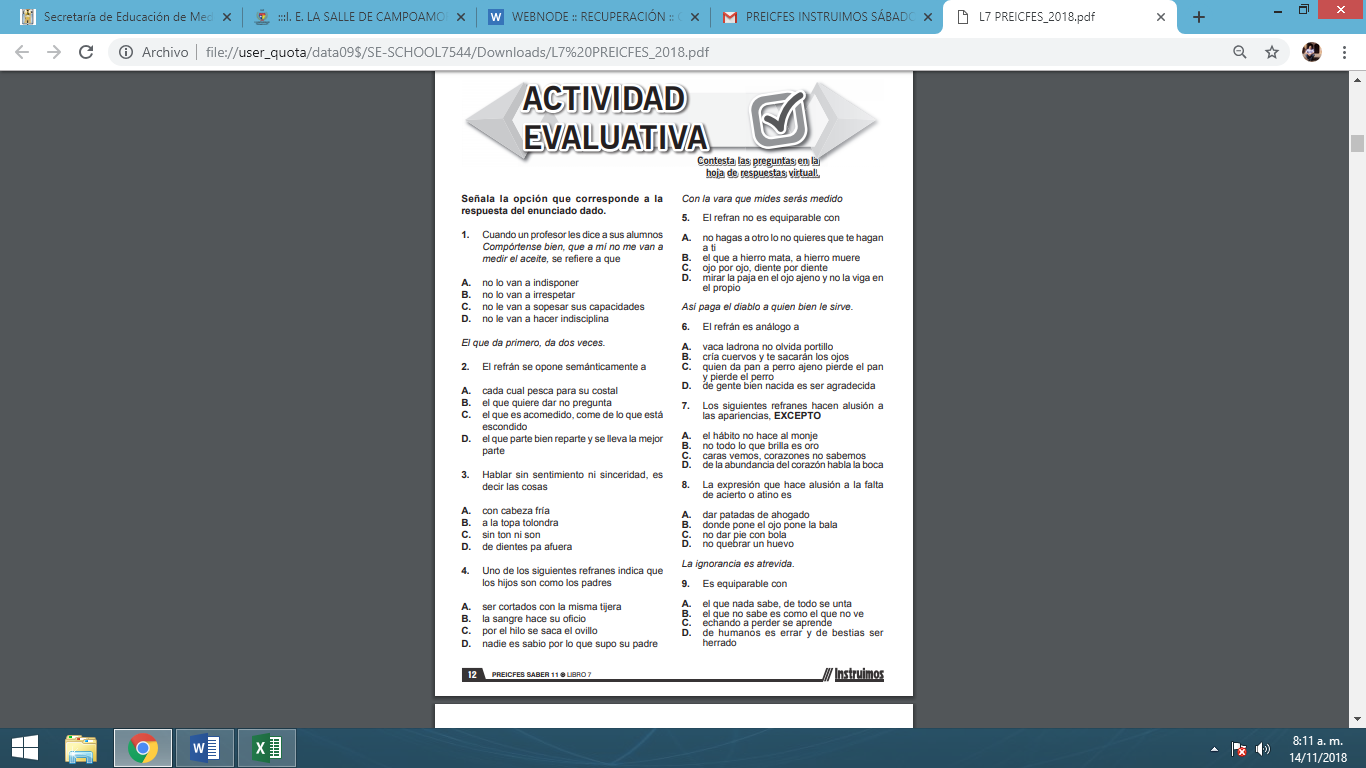 Secretaría de Educación de Med
:::I. E. LA SALLE DE CAMPOAMO
WEBNODE :: RECUPERACIÓN ::
PREICFES INSTRUIMOS SÁBADO
L7 PREICFES_2018.pdf
Archivo
file://user_quota/data09$/SE-SCHOOL7544/Downloads/L7%20PREICFES_2018.pdf
ACTIVIDAD
EVALUATIVA
Contesta las preguntas en la
hoja de respuestas virtual.
Señala la opción que corresponde a la
respuesta del enunciado dado.
1. Cuando un profesor les dice a sus alumnos
Compórtense bien, que a mí no me van a
medir el aceite, se refiere a que
A. no lo van a indisponer
B. no lo van a irrespetar
C. no le van a sopesar sus capacidades
D. no le van a hacer indisciplina
El que da primero, da dos veces.
2. El refrán se opone semánticamente a
A. cada cual pesca para su costal
B. el que quiere dar no pregunta
C. el que es acomedido, come de lo que está
escondido
D. el que parte bien reparte y se lleva la mejor
parte
3. Hablar sin sentimiento ni sinceridad, es
decir las cosas
A. con cabeza fría
B. a la topa tolondra
C. sin ton ni son
D. de dientes pa afuera
4. Uno de los siguientes refranes indica que
los hijos son como los padres
A. ser cortados con la misma tijera
B. la sangre hace su oficio
C. por el hilo se saca el ovillo
D. nadie es sabio por lo que supo su padre
Con la vara que mides serás medido
5. El refran no es equiparable con
A. no hagas a otro lo no quieres que te hagan
a ti
B. el que a hierro mata, a hierro muere
C. ojo por ojo, diente por diente
D. mirar la paja en el ojo ajeno y no la viga en
el propio
Así paga el diablo a quien bien le sirve.
6. El refrán es análogo a
A. vaca ladrona no olvida portillo
B. cría cuervos y te sacarán los ojos
C. quien da pan a perro ajeno pierde el pan
y pierde el perro
D. de gente bien nacida es ser agradecida
7. Los siguientes refranes hacen alusión a
las apariencias, EXCEPTO
A. el hábito no hace al monje
B. no todo lo que brilla es oro
C. caras vemos, corazones no sabemos
D. de la abundancia del corazón habla la boca
8. La expresión que hace alusión a la falta
de acierto o atino es
A. dar patadas de ahogado
B. donde pone el ojo pone la bala
C. no dar pie con bola
D. no quebrar un huevo
La ignorancia es atrevida.
9. Es equiparable con
A. el que nada sabe, de todo se unta
B. el que no sabe es como el que no ve
C. echando a perder se aprende
D. de humanos es errar y de bestias ser
herrado
12 PREICFES SABER 11 LIBRO 7
Instruimos
8:11 a. m.
14/11/2018